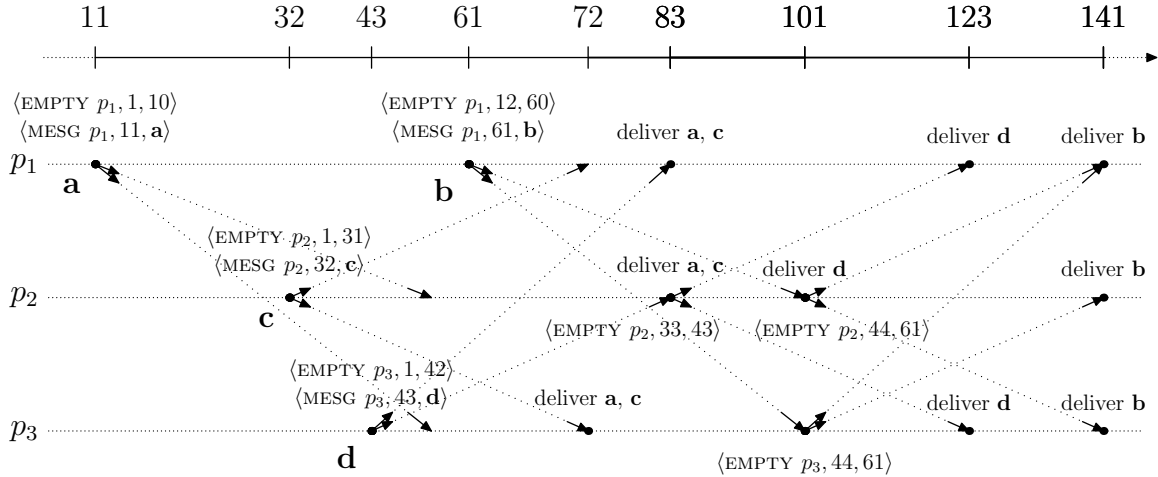 11 32 43 61 72 83 101 123 141
⟨EMPTY p₁, 1, 10⟩ ⟨EMPTY p₁, 12, 60⟩
⟨MESG p₁, 11, a⟩ ⟨MESG p₁, 61, b⟩ deliver a, c deliver d deliver b
p₁
a b
⟨EMPTY p₂, 1, 31⟩
⟨MESG p₂, 32, c⟩ deliver a, c deliver d deliver b
p₂
c
⟨EMPTY p₂, 33, 43⟩ ⟨EMPTY p₂, 44, 61⟩
⟨EMPTY p₃, 1, 42⟩
⟨MESG p₃, 43, d⟩ deliver a, c deliver d deliver b
p₃
d
⟨EMPTY p₃, 44, 61⟩